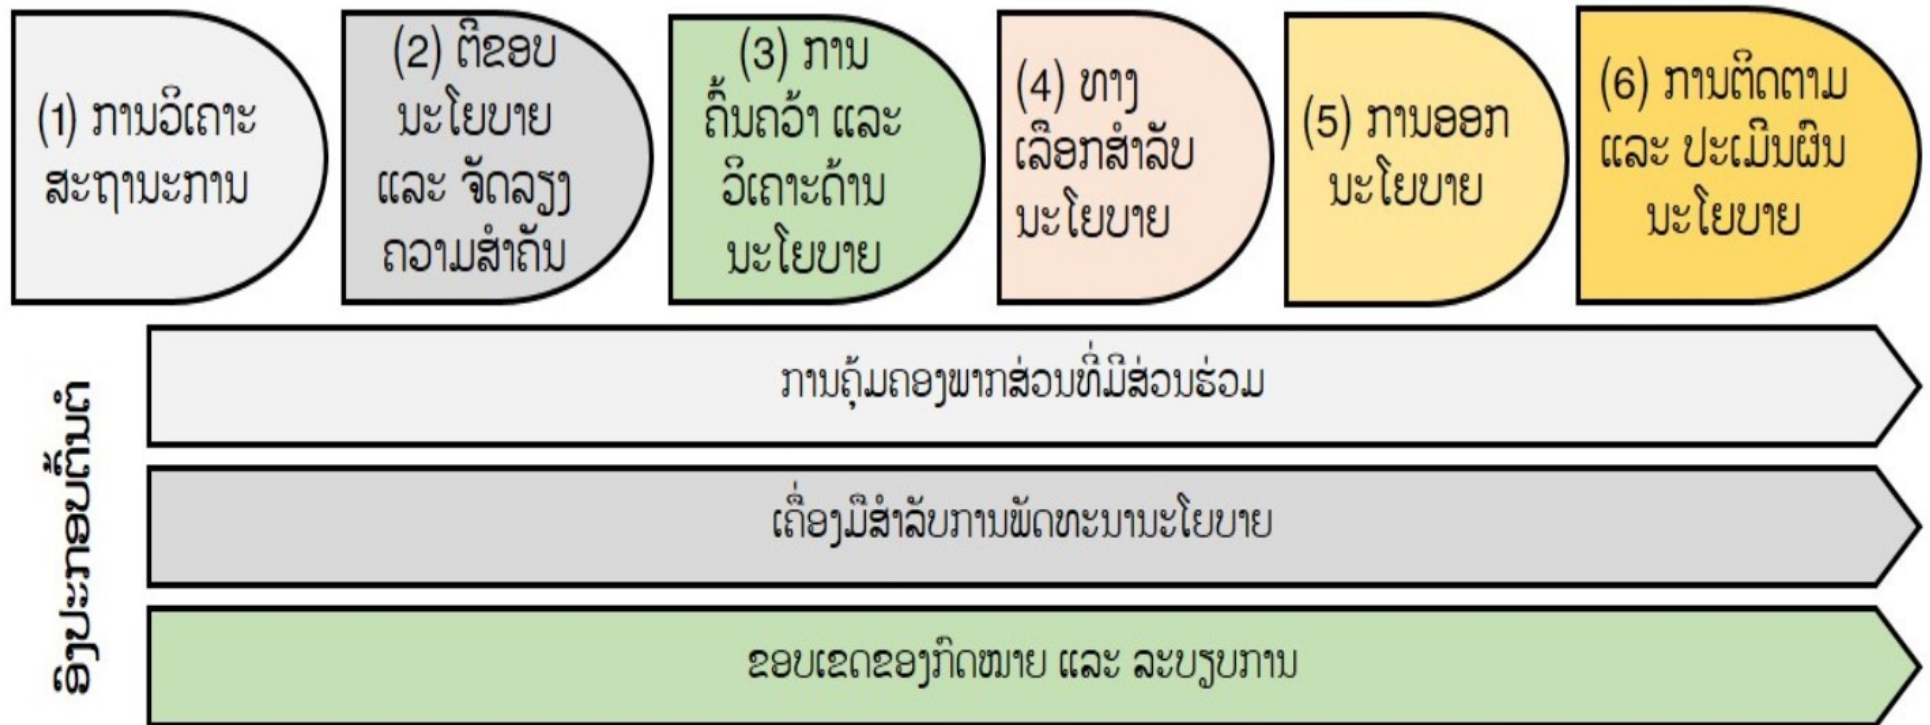 (1) ການວິເຄາະ
ສະຖານະການ
(2) ຕີຂອບ
ນະໂຍບາຍ
ແລະ ຈັດລຽງ
ຄວາມສໍາຄັນ
(3) ການ
ຄົ້ນຄວ້າ ແລະ
ວິເຄາະດ້ານ
ນະໂຍບາຍ
(4) ທາງ
ເລືອກສໍາລັບ
ນະໂຍບາຍ
(5) ການອອກ
ນະໂຍບາຍ
(6) ການຕິດຕາມ
ແລະ ປະເມີນຜົນ
ນະໂຍບາຍ
ອົງປະກອບຕົ້ນຕໍ
ການຄຸ້ມຄອງພາກສ່ວນທີ່ມີສ່ວນຮ່ວມ
ເຄື່ອງມືສໍາລັບການພັດທະນານະໂຍບາຍ
ຂອບເຂດຂອງກົດໝາຍ ແລະ ລະບຽບການ